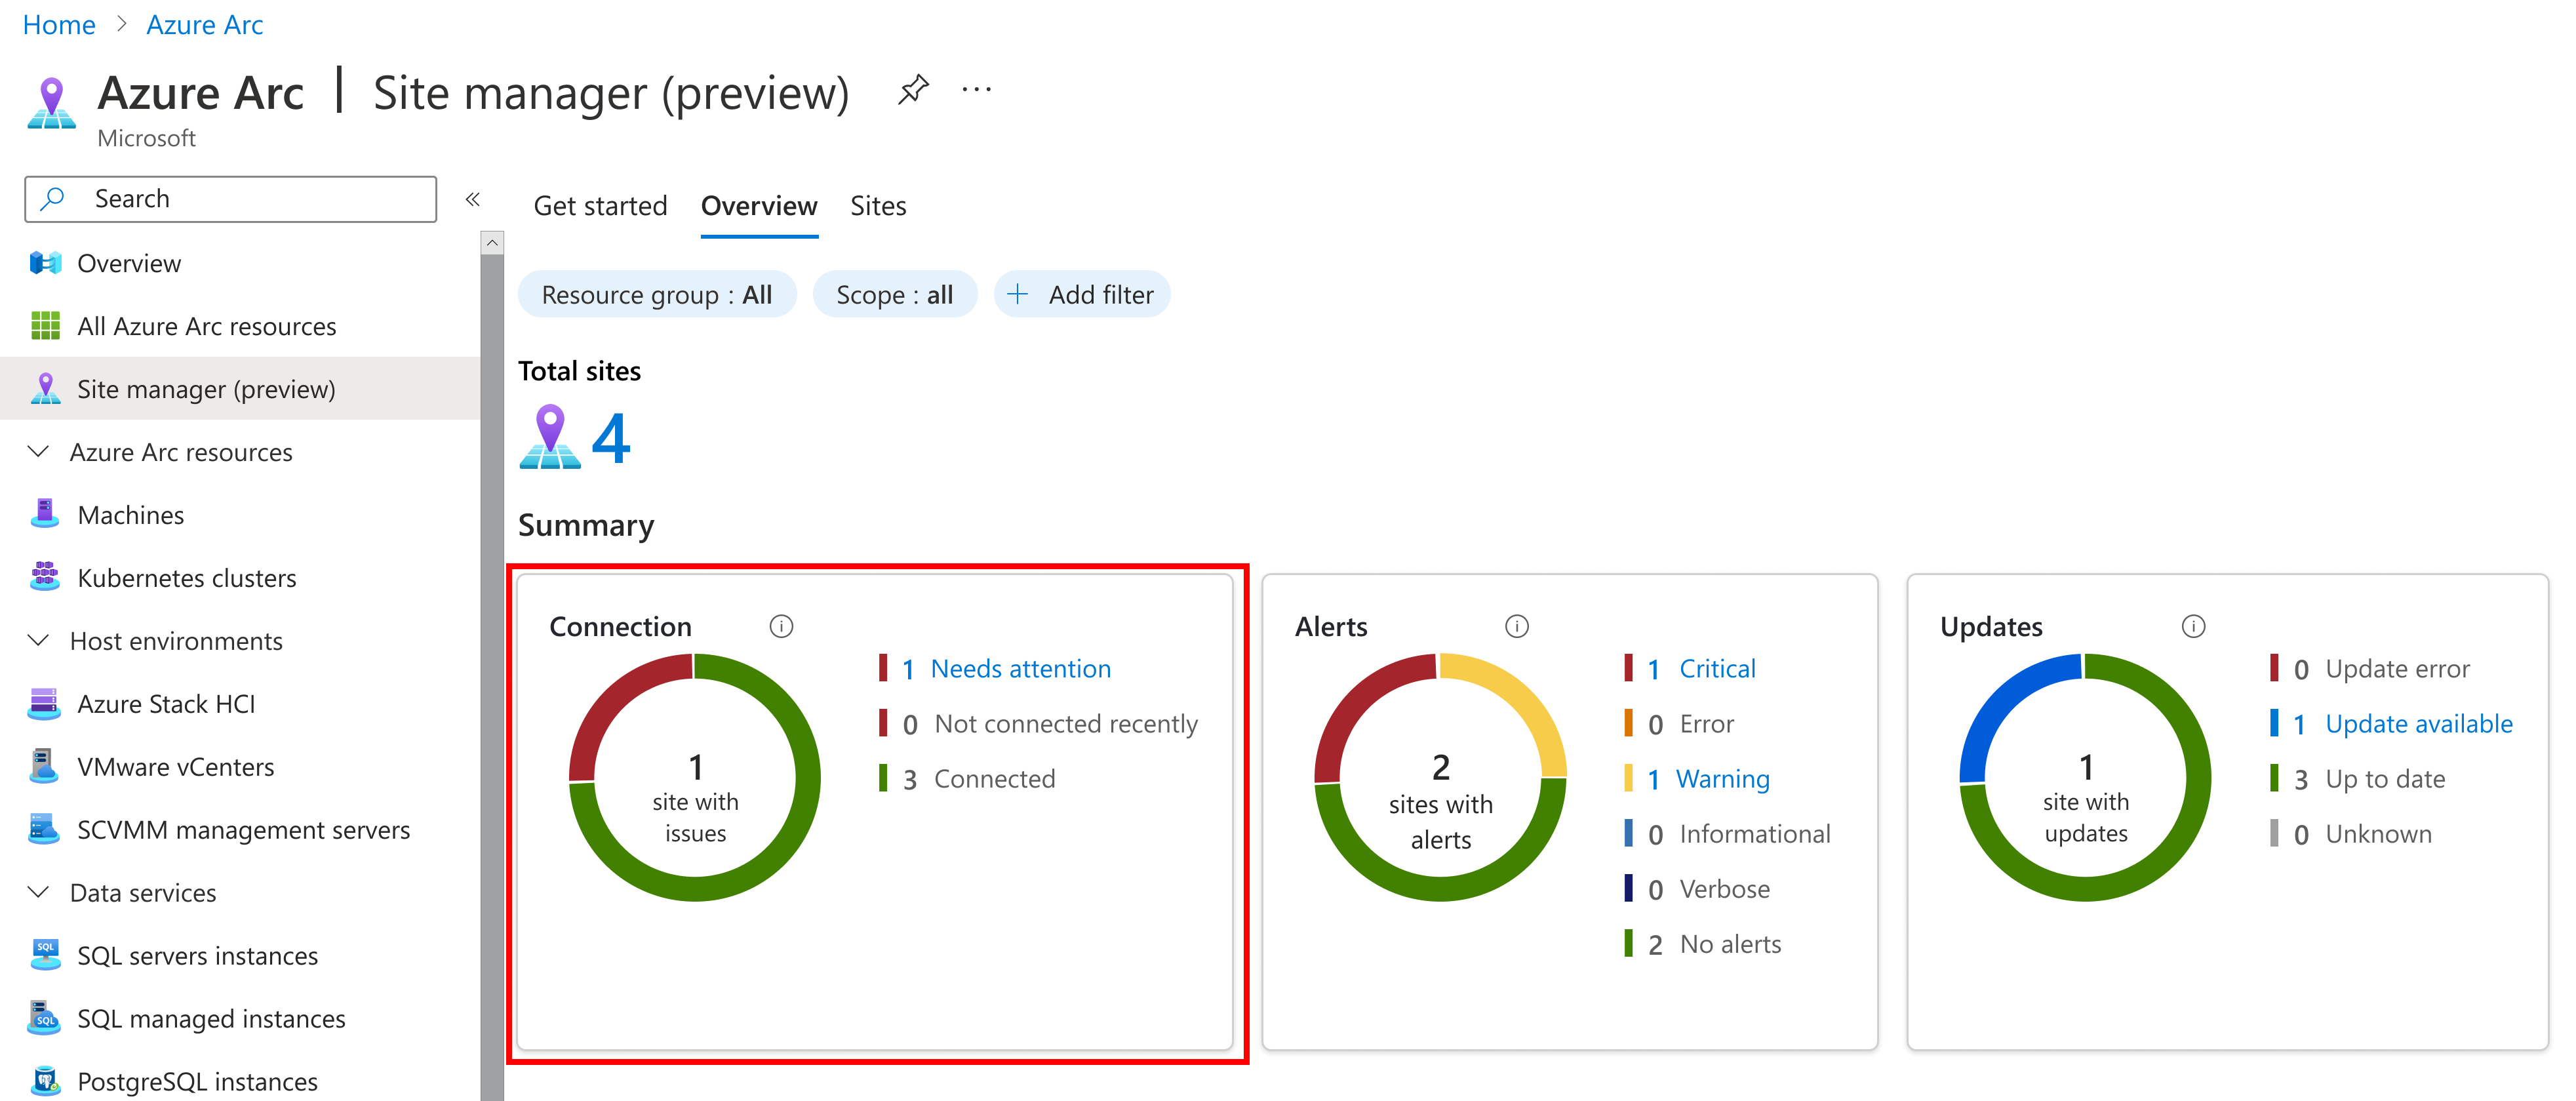 Home > Azure Arc
Azure Arc | Site manager (preview) ...
Microsoft
Search «
Overview
All Azure Arc resources
Site manager (preview)
Azure Arc resources
Machines
Kubernetes clusters
Host environments
Azure Stack HCI
VMware vCenters
SCVMM management servers
Data services
SQL servers instances
SQL managed instances
PostgreSQL instances
Get started Overview Sites
Resource group : All Scope : all + Add filter
Total sites
4
Summary
Connection
1
site with
issues
1 Needs attention
0 Not connected recently
3 Connected
Alerts
2
sites with
alerts
1 Critical
0 Error
1 Warning
0 Informational
0 Verbose
2 No alerts
Updates
1
site with
updates
0 Update error
1 Update available
3 Up to date
0 Unknown